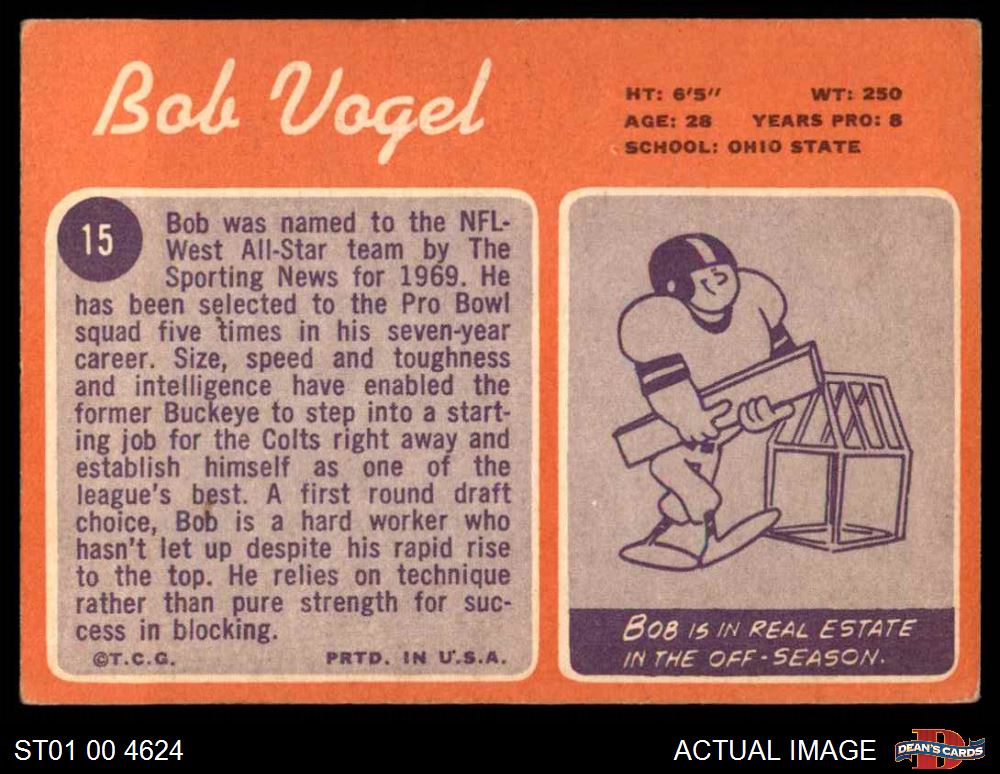 Bob Vogel
HT: 6'5" WT: 250
AGE: 28 YEARS PRO: 8
SCHOOL: OHIO STATE
15
Bob was named to the NFL-
West All-Star team by The
Sporting News for 1969. He
has been selected to the Pro Bowl
squad five times in his seven-year
career. Size, speed and toughness
and intelligence have enabled the
former Buckeye to step into a start-
ing job for the Colts right away and
establish himself as one of the
league's best. A first round draft
choice, Bob is a hard worker who
hasn't let up despite his rapid rise
to the top. He relies on technique
rather than pure strength for suc-
cess in blocking.
©T.C.G. PRTD. IN U.S.A.
BOB IS IN REAL ESTATE
IN THE OFF-SEASON.
ST01 00 4624
ACTUAL IMAGE
D
DEAN'S CARDS